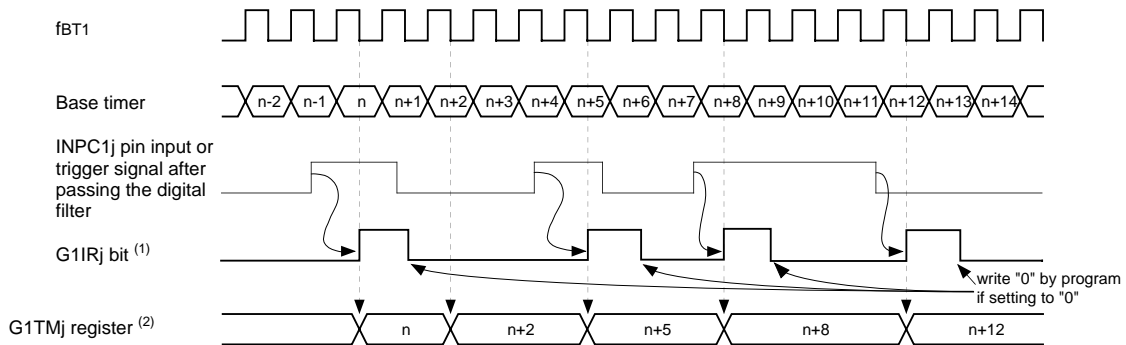 fBT1
Base timer
n-2 n-1 n n+1 n+2 n+3 n+4 n+5 n+6 n+7 n+8 n+9 n+10 n+11 n+12 n+13 n+14
INPC1j pin input or
trigger signal after
passing the digital
filter
G1IRj bit (1)
write "0" by program
if setting to "0"
G1TMj register (2)
n n+2 n+5 n+8 n+12